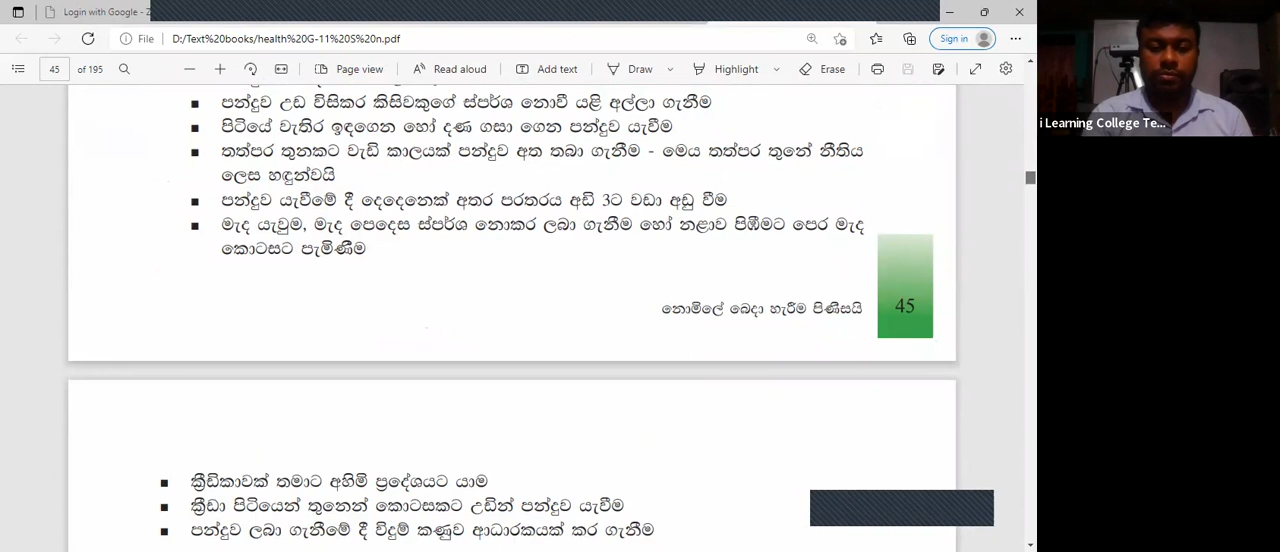 Login with Google - Z
File D:/Text%20books/health%20G-11%20S%20n.pdf Sign in
45 of 195 Page view Read aloud Add text Draw Highlight Erase
■ පන්දුව උඩ විසිකර කිසිවකුගේ ස්පර්ශ නොවී යළි අල්ලා ගැනීම
■ පිටියේ වැතිර ඉඳගෙන හෝ දණ ගසා ගෙන පන්දුව යැවීම
■ තත්පර තුනකට වැඩි කාලයක් පන්දුව අත තබා ගැනීම - මෙය තත්පර තුනේ නීතිය
ලෙස හඳුන්වයි
■ පන්දුව යැවීමේ දී දෙදෙනෙක් අතර පරතරය අඩි 3ට වඩා අඩු වීම
■ මැද යැවුම, මැද පෙදෙස ස්පර්ශ නොකර ලබා ගැනීම හෝ නළාව පිඹීමට පෙර මැද
කොටසට පැමිණීම
නොමිලේ බෙදා හැරීම පිණිසයි 45
■ ක්‍රීඩිකාවක් තමාට අහිමි ප්‍රදේශයට යාම
■ ක්‍රීඩා පිටියෙන් තුනෙන් කොටසකට උඩින් පන්දුව යැවීම
■ පන්දුව ලබා ගැනීමේ දී විදුම් කණුව ආධාරකයක් කර ගැනීම
i Learning College Te...